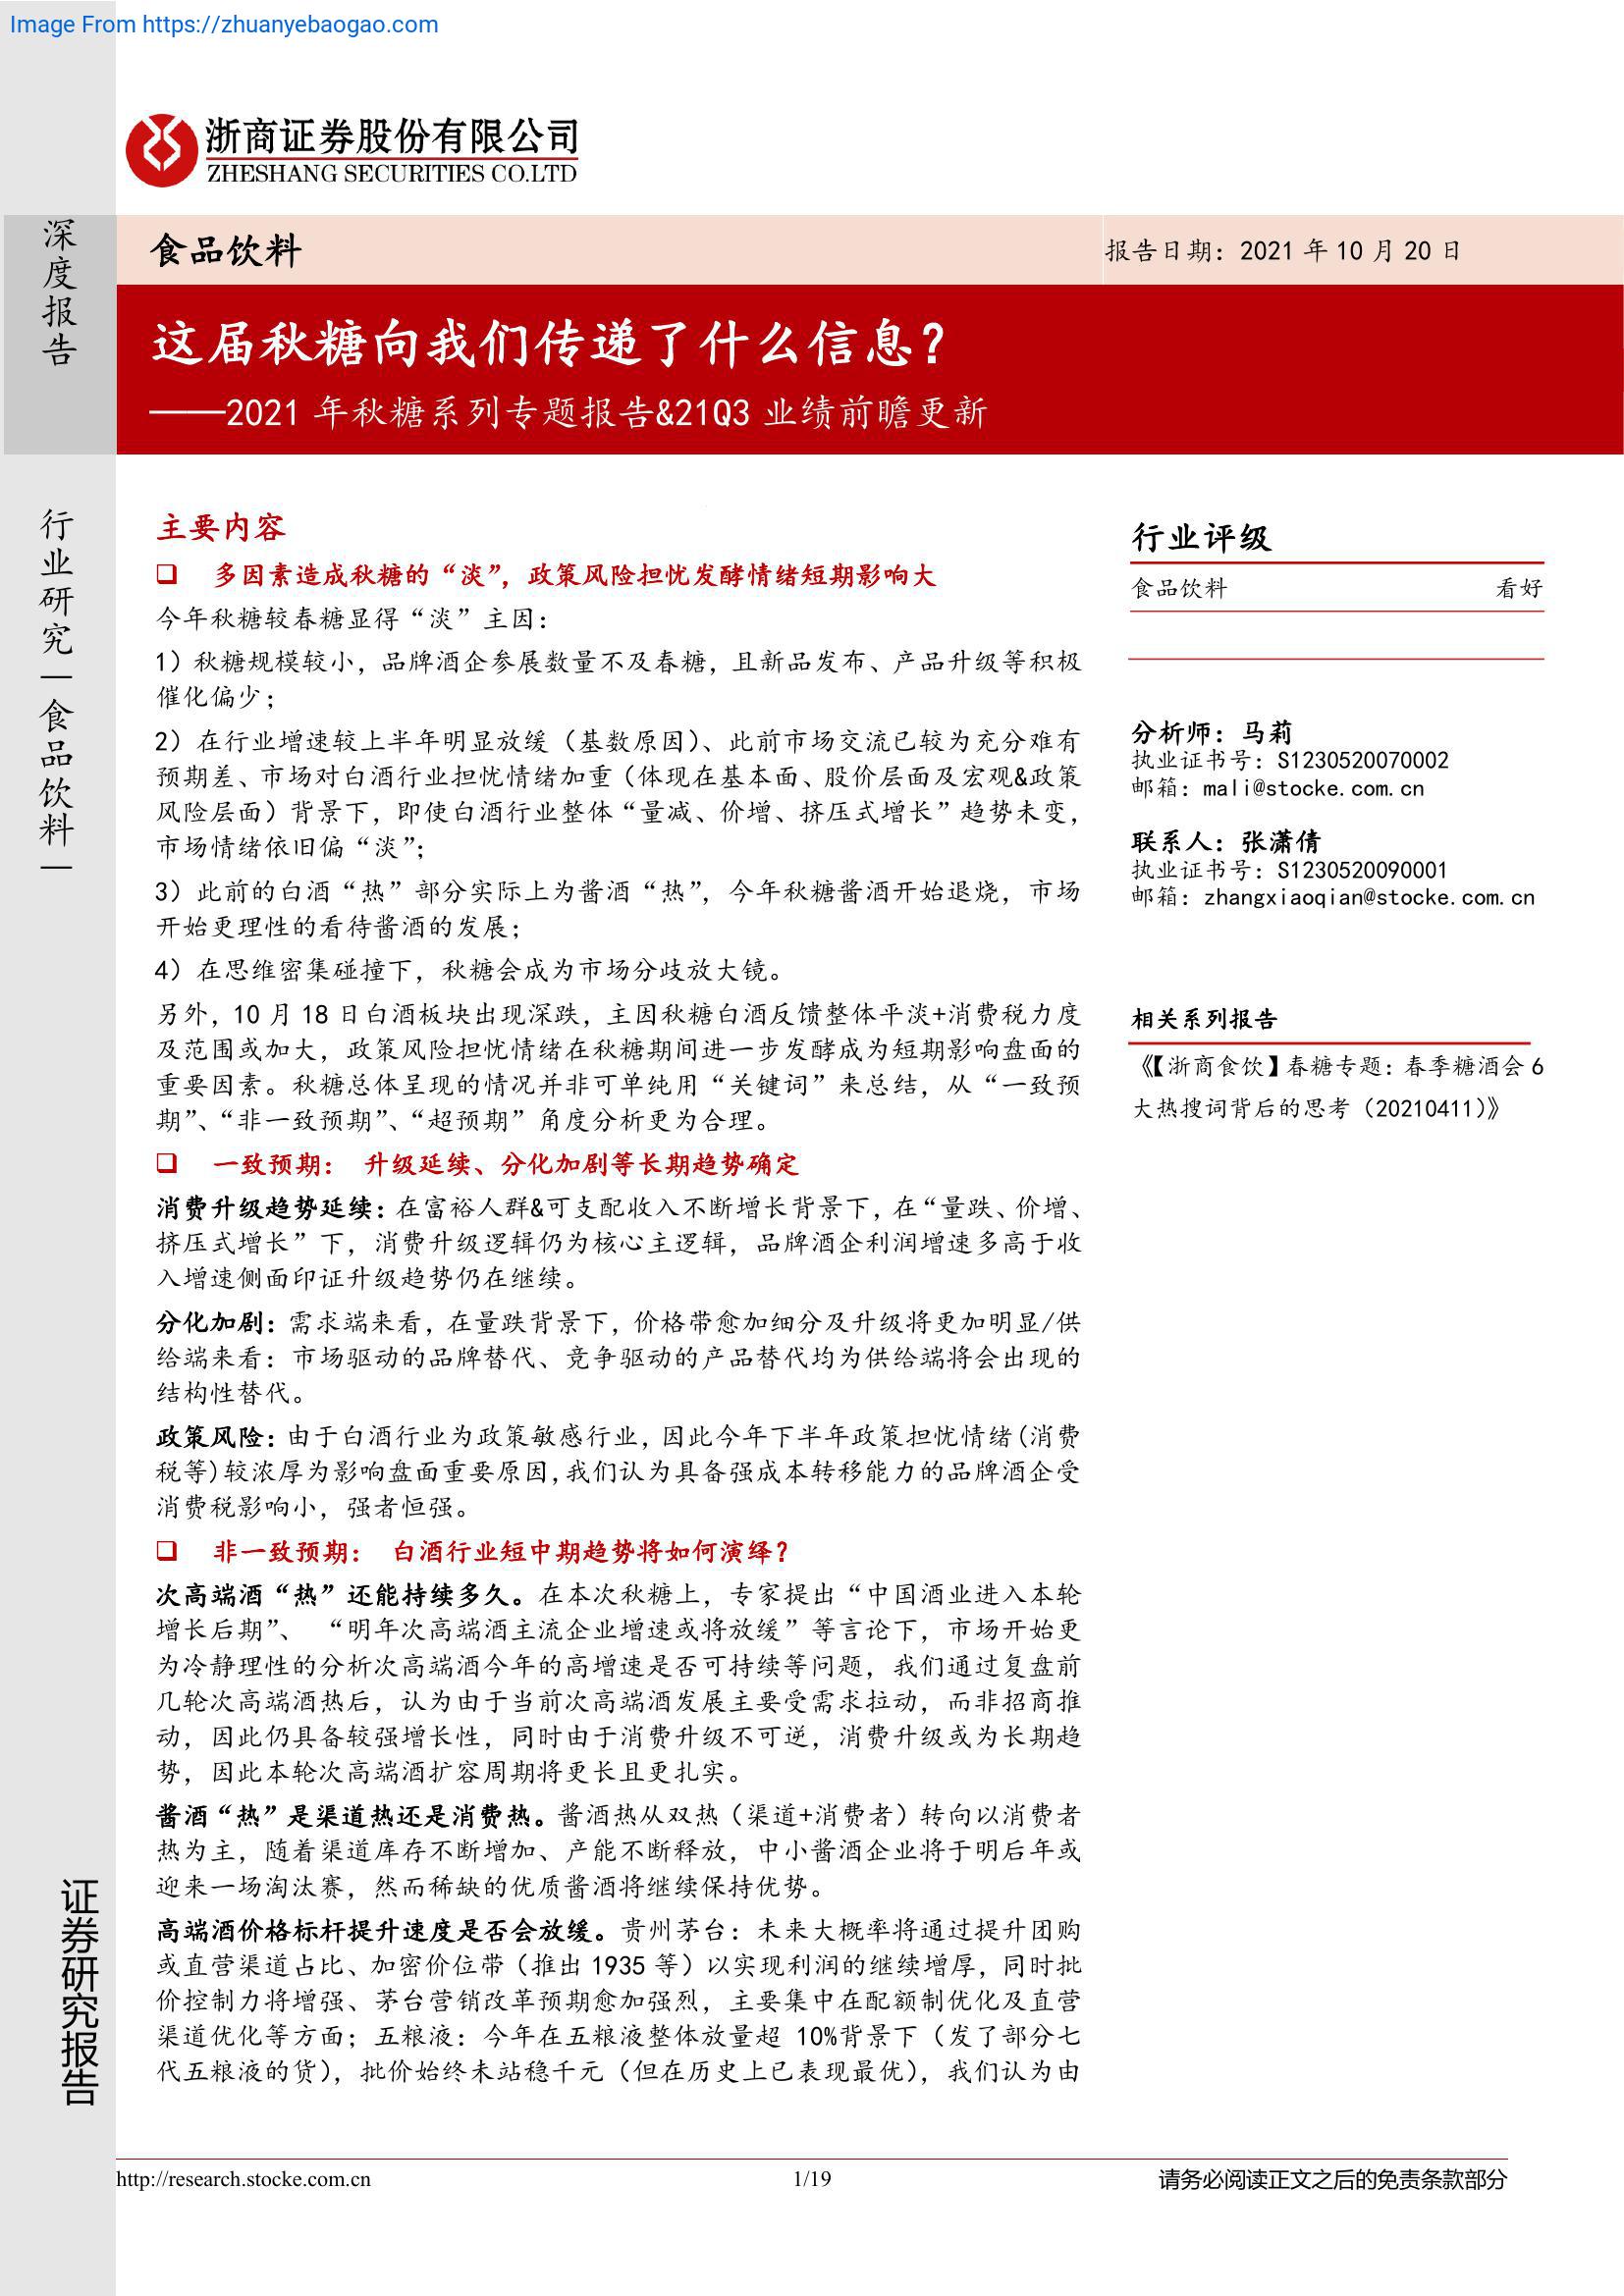 Image From https://zhuanyebaogao.com
浙商证券股份有限公司
ZHESHANG SECURITIES CO.LTD
深度报告
食品饮料
报告日期：2021 年 10 月 20 日
这届秋糖向我们传递了什么信息？
——2021 年秋糖系列专题报告&21Q3 业绩前瞻更新
行业研究—食品饮料—
主要内容
❑ 多因素造成秋糖的“淡”，政策风险担忧发酵情绪短期影响大
今年秋糖较春糖显得“淡”主因：
1）秋糖规模较小，品牌酒企参展数量不及春糖，且新品发布、产品升级等积极
催化偏少；
2）在行业增速较上半年明显放缓（基数原因）、此前市场交流已较为充分难有
预期差、市场对白酒行业担忧情绪加重（体现在基本面、股价层面及宏观&政策
风险层面）背景下，即使白酒行业整体“量减、价增、挤压式增长”趋势未变，
市场情绪依旧偏“淡”；
3）此前的白酒“热”部分实际上为酱酒“热”，今年秋糖酱酒开始退烧，市场
开始更理性的看待酱酒的发展；
4）在思维密集碰撞下，秋糖会成为市场分歧放大镜。
另外，10 月 18 日白酒板块出现深跌，主因秋糖白酒反馈整体平淡+消费税力度
及范围或加大，政策风险担忧情绪在秋糖期间进一步发酵成为短期影响盘面的
重要因素。秋糖总体呈现的情况并非可单纯用“关键词”来总结，从“一致预
期”、“非一致预期”、“超预期”角度分析更为合理。
❑ 一致预期： 升级延续、分化加剧等长期趋势确定
消费升级趋势延续：在富裕人群&可支配收入不断增长背景下，在“量跌、价增、
挤压式增长”下，消费升级逻辑仍为核心主逻辑，品牌酒企利润增速多高于收
入增速侧面印证升级趋势仍在继续。
分化加剧：需求端来看，在量跌背景下，价格带愈加细分及升级将更加明显/供
给端来看：市场驱动的品牌替代、竞争驱动的产品替代均为供给端将会出现的
结构性替代。
政策风险：由于白酒行业为政策敏感行业，因此今年下半年政策担忧情绪(消费
税等)较浓厚为影响盘面重要原因,我们认为具备强成本转移能力的品牌酒企受
消费税影响小，强者恒强。
❑ 非一致预期： 白酒行业短中期趋势将如何演绎？
次高端酒“热”还能持续多久。在本次秋糖上，专家提出“中国酒业进入本轮
增长后期”、 “明年次高端酒主流企业增速或将放缓”等言论下，市场开始更
为冷静理性的分析次高端酒今年的高增速是否可持续等问题，我们通过复盘前
几轮次高端酒热后，认为由于当前次高端酒发展主要受需求拉动，而非招商推
动，因此仍具备较强增长性，同时由于消费升级不可逆，消费升级或为长期趋
势，因此本轮次高端酒扩容周期将更长且更扎实。
酱酒“热”是渠道热还是消费热。酱酒热从双热（渠道+消费者）转向以消费者
热为主，随着渠道库存不断增加、产能不断释放，中小酱酒企业将于明后年或
迎来一场淘汰赛，然而稀缺的优质酱酒将继续保持优势。
高端酒价格标杆提升速度是否会放缓。贵州茅台：未来大概率将通过提升团购
或直营渠道占比、加密价位带（推出 1935 等）以实现利润的继续增厚，同时批
价控制力将增强、茅台营销改革预期愈加强烈，主要集中在配额制优化及直营
渠道优化等方面；五粮液：今年在五粮液整体放量超 10%背景下（发了部分七
代五粮液的货），批价始终未站稳千元（但在历史上已表现最优），我们认为由
行业评级
食品饮料 看好
分析师：马莉
执业证书号：S1230520070002
邮箱：mali@stocke.com.cn
联系人：张潇倩
执业证书号：S1230520090001
邮箱：zhangxiaoqian@stocke.com.cn
相关系列报告
《【浙商食饮】春糖专题：春季糖酒会 6
大热搜词背后的思考（20210411）》
证券研究报告
http://research.stocke.com.cn
1/19
请务必阅读正文之后的免责条款部分